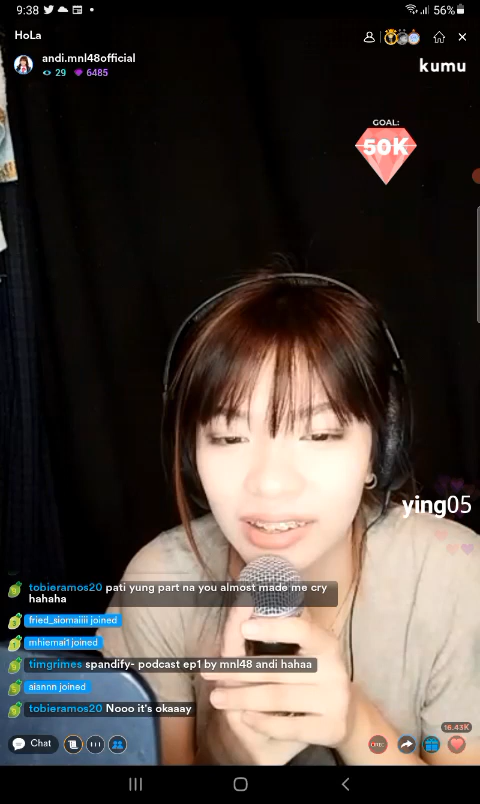 9:38
56%
HoLa
andi.mnl48official
29 6485
kumu
GOAL:
50K
ying05
tobieramos20 pati yung part na you almost made me cry
hahaha
fried_siomaiiii joined
mhiemai1 joined
timgrimes spandify- podcast ep1 by mnl48 andi hahaa
aiannn joined
tobieramos20 Nooo it's okaaay
16.43K
Chat